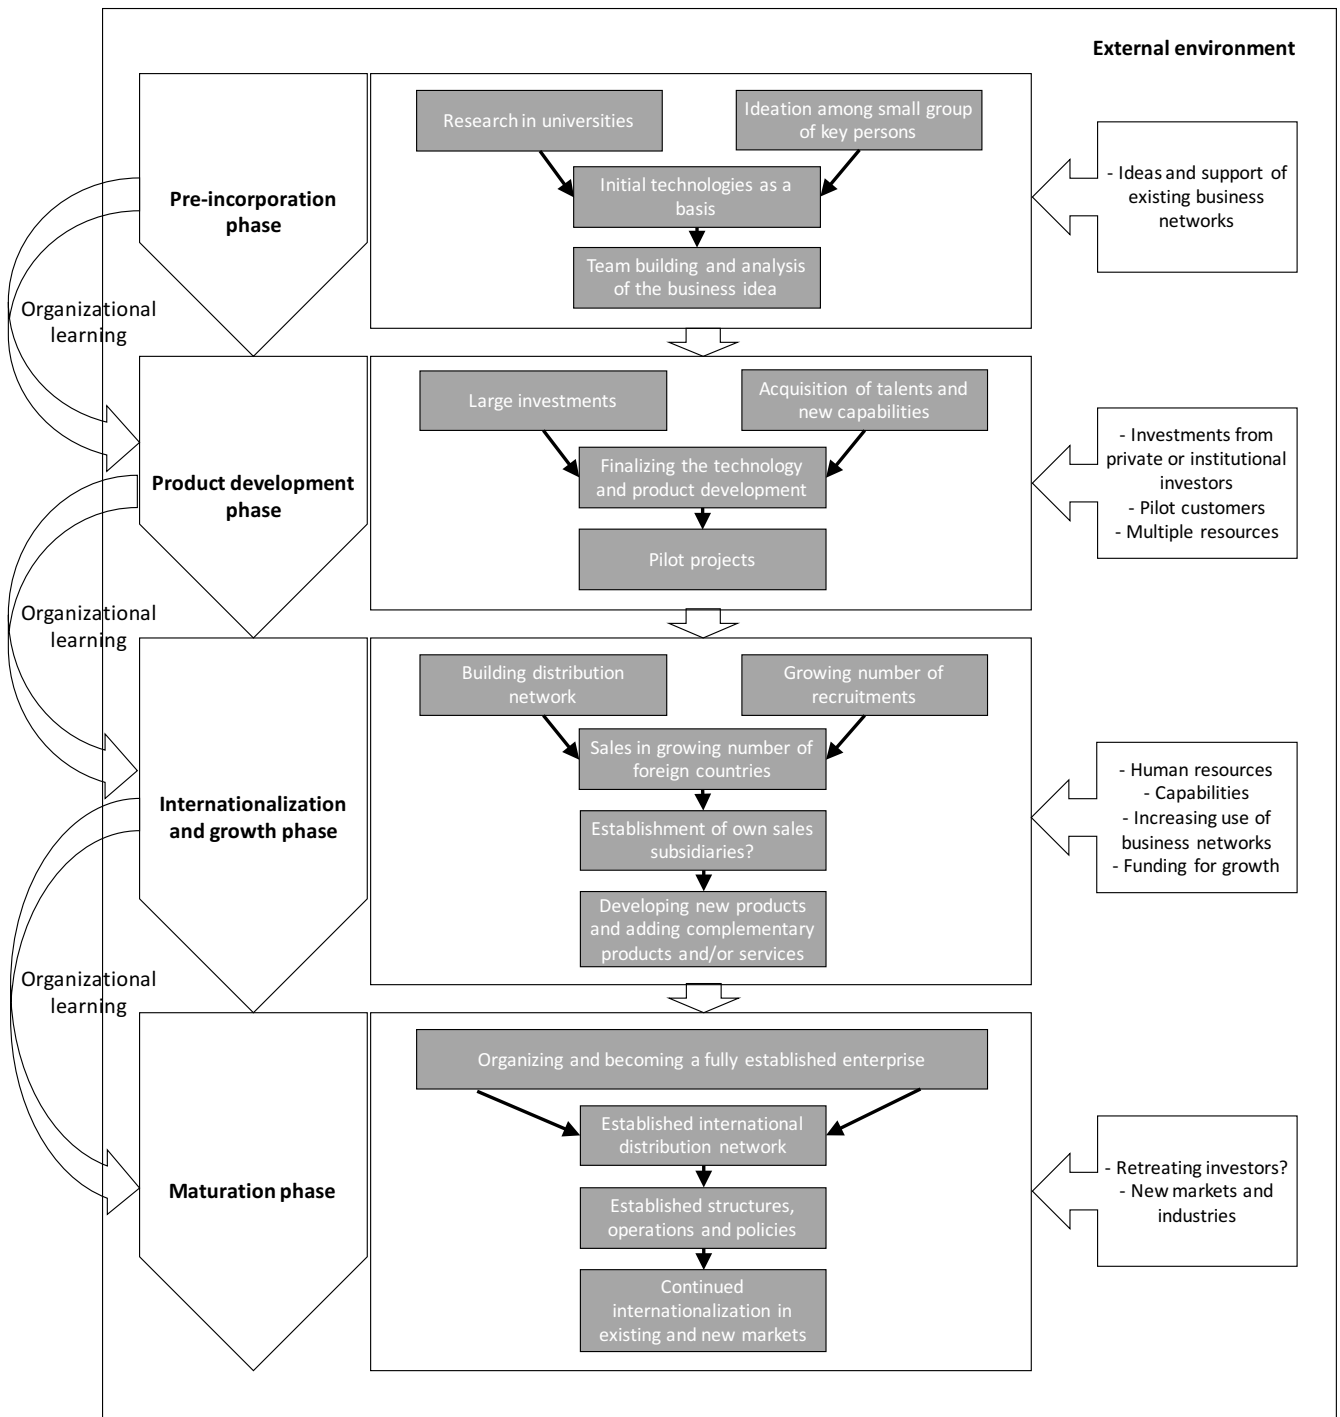 External environment
Pre-incorporation
phase
Research in universities
Ideation among small group
of key persons
Initial technologies as a
basis
Team building and analysis
of the business idea
- Ideas and support of
existing business
networks
Organizational
learning
Product development
phase
Large investments
Acquisition of talents and
new capabilities
Finalizing the technology
and product development
Pilot projects
- Investments from
private or institutional
investors
- Pilot customers
- Multiple resources
Organizational
learning
Internationalization
and growth phase
Building distribution
network
Growing number of
recruitments
Sales in growing number of
foreign countries
Establishment of own sales
subsidiaries?
Developing new products
and adding complementary
products and/or services
- Human resources
- Capabilities
- Increasing use of
business networks
- Funding for growth
Organizational
learning
Maturation phase
Organizing and becoming a fully established enterprise
Established international
distribution network
Established structures,
operations and policies
Continued
internationalization in
existing and new markets
- Retreating investors?
- New markets and
industries